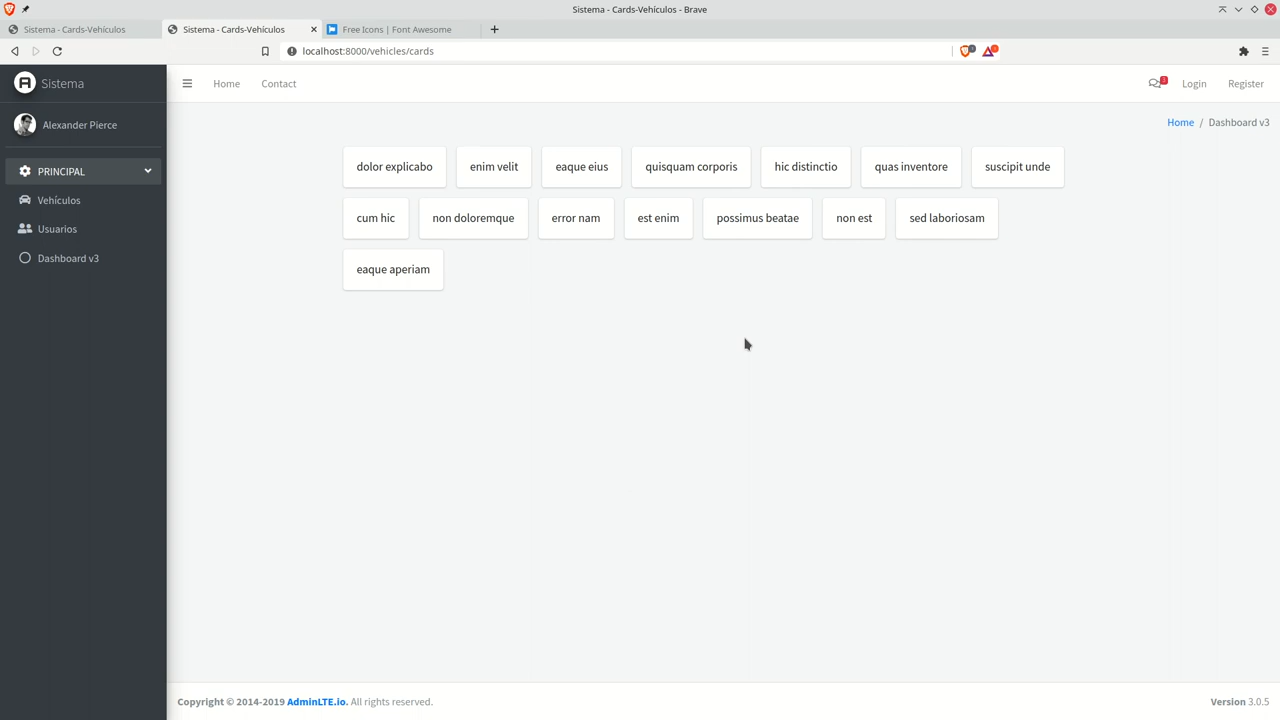 Sistema - Cards-Vehículos - Brave
Sistema - Cards-Vehículos
Sistema - Cards-Vehículos
Free Icons | Font Awesome
localhost:8000/vehicles/cards
Sistema
Home
Contact
Login
Register
Alexander Pierce
Home / Dashboard v3
PRINCIPAL
Vehículos
Usuarios
Dashboard v3
dolor explicabo
enim velit
eaque eius
quisquam corporis
hic distinctio
quas inventore
suscipit unde
cum hic
non doloremque
error nam
est enim
possimus beatae
non est
sed laboriosam
eaque aperiam
Copyright © 2014-2019 AdminLTE.io. All rights reserved.
Version 3.0.5